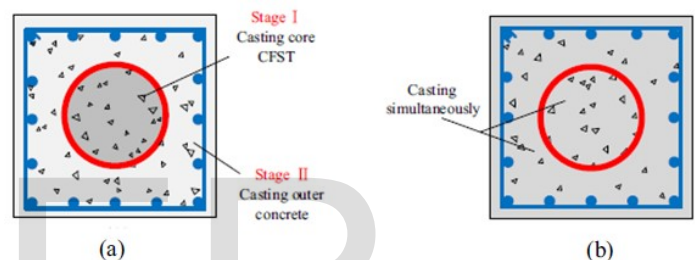 Stage Ⅰ
Casting core
CFST
Stage Ⅱ
Casting outer
concrete
(a)
Casting
simultaneously
(b)